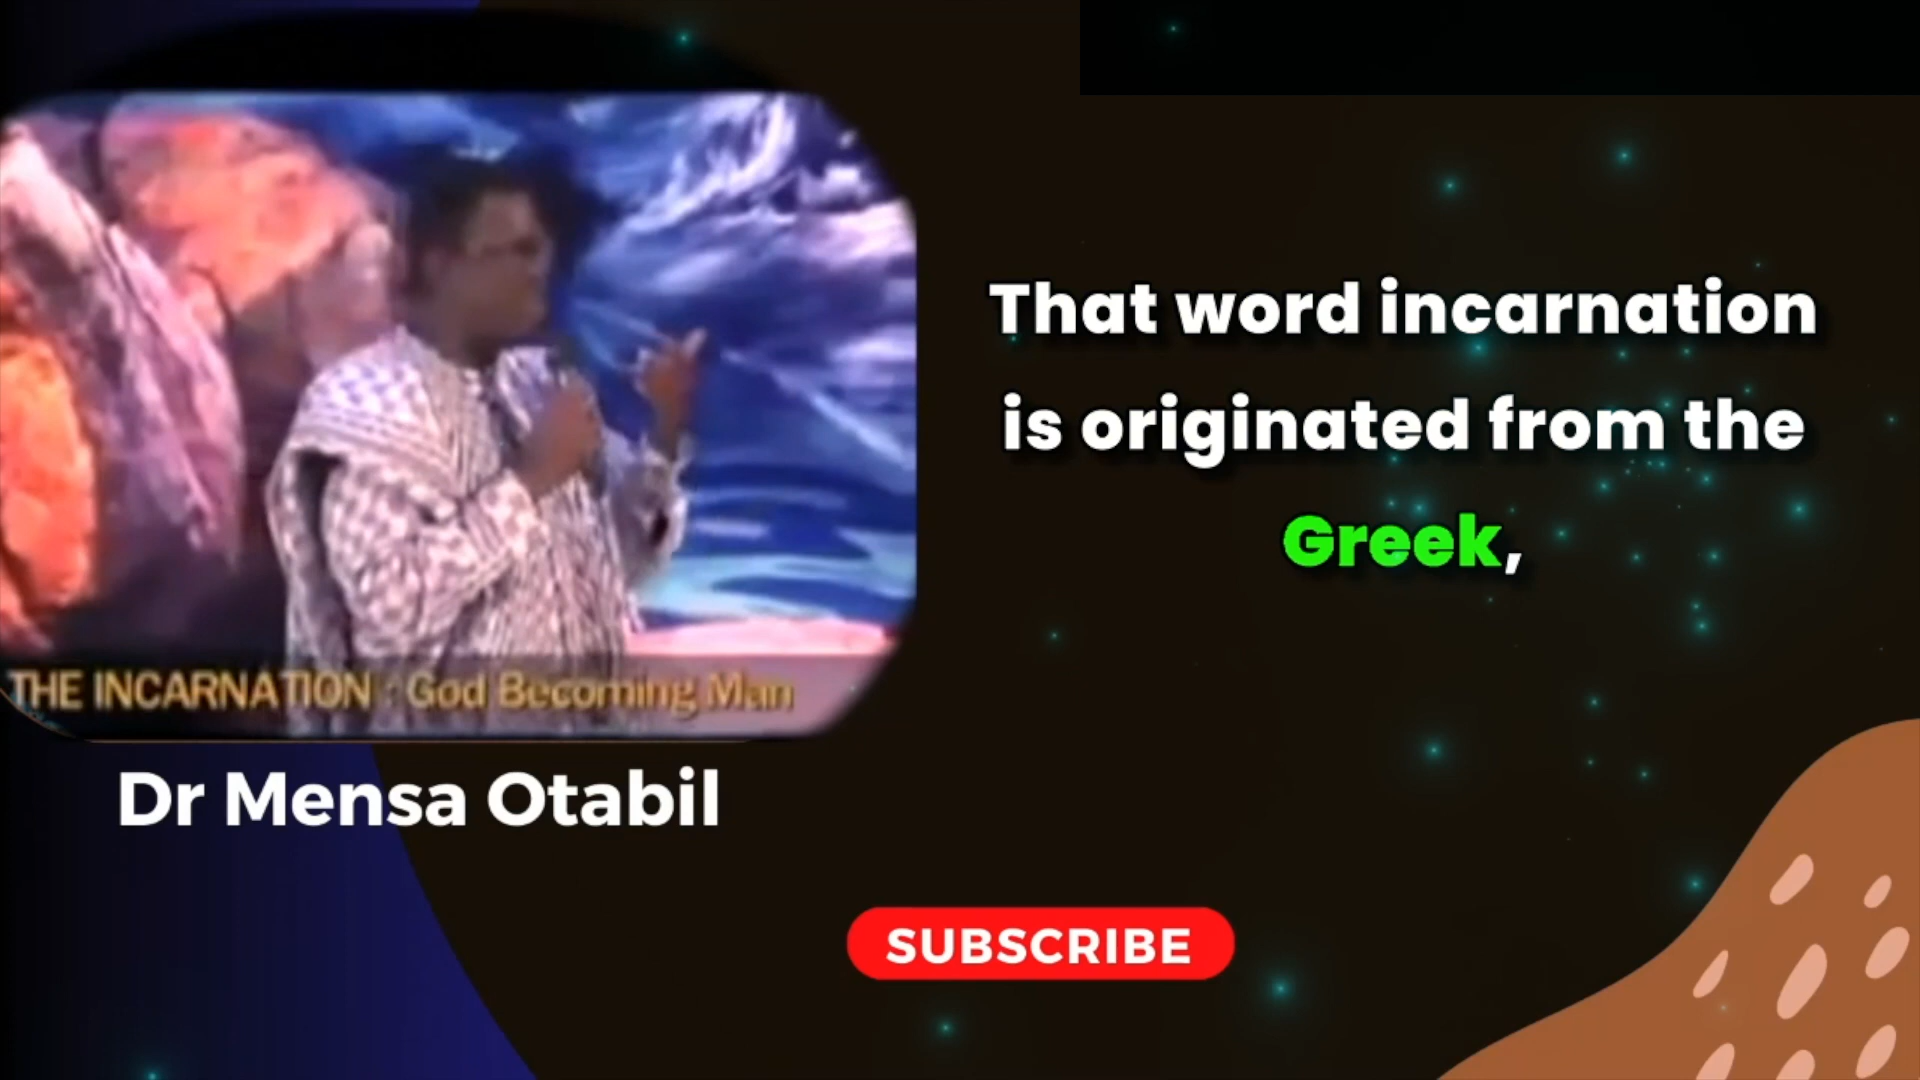 That word incarnation
is originated from the
Greek,
THE INCARNATION : God Becoming Man
Dr Mensa Otabil
SUBSCRIBE